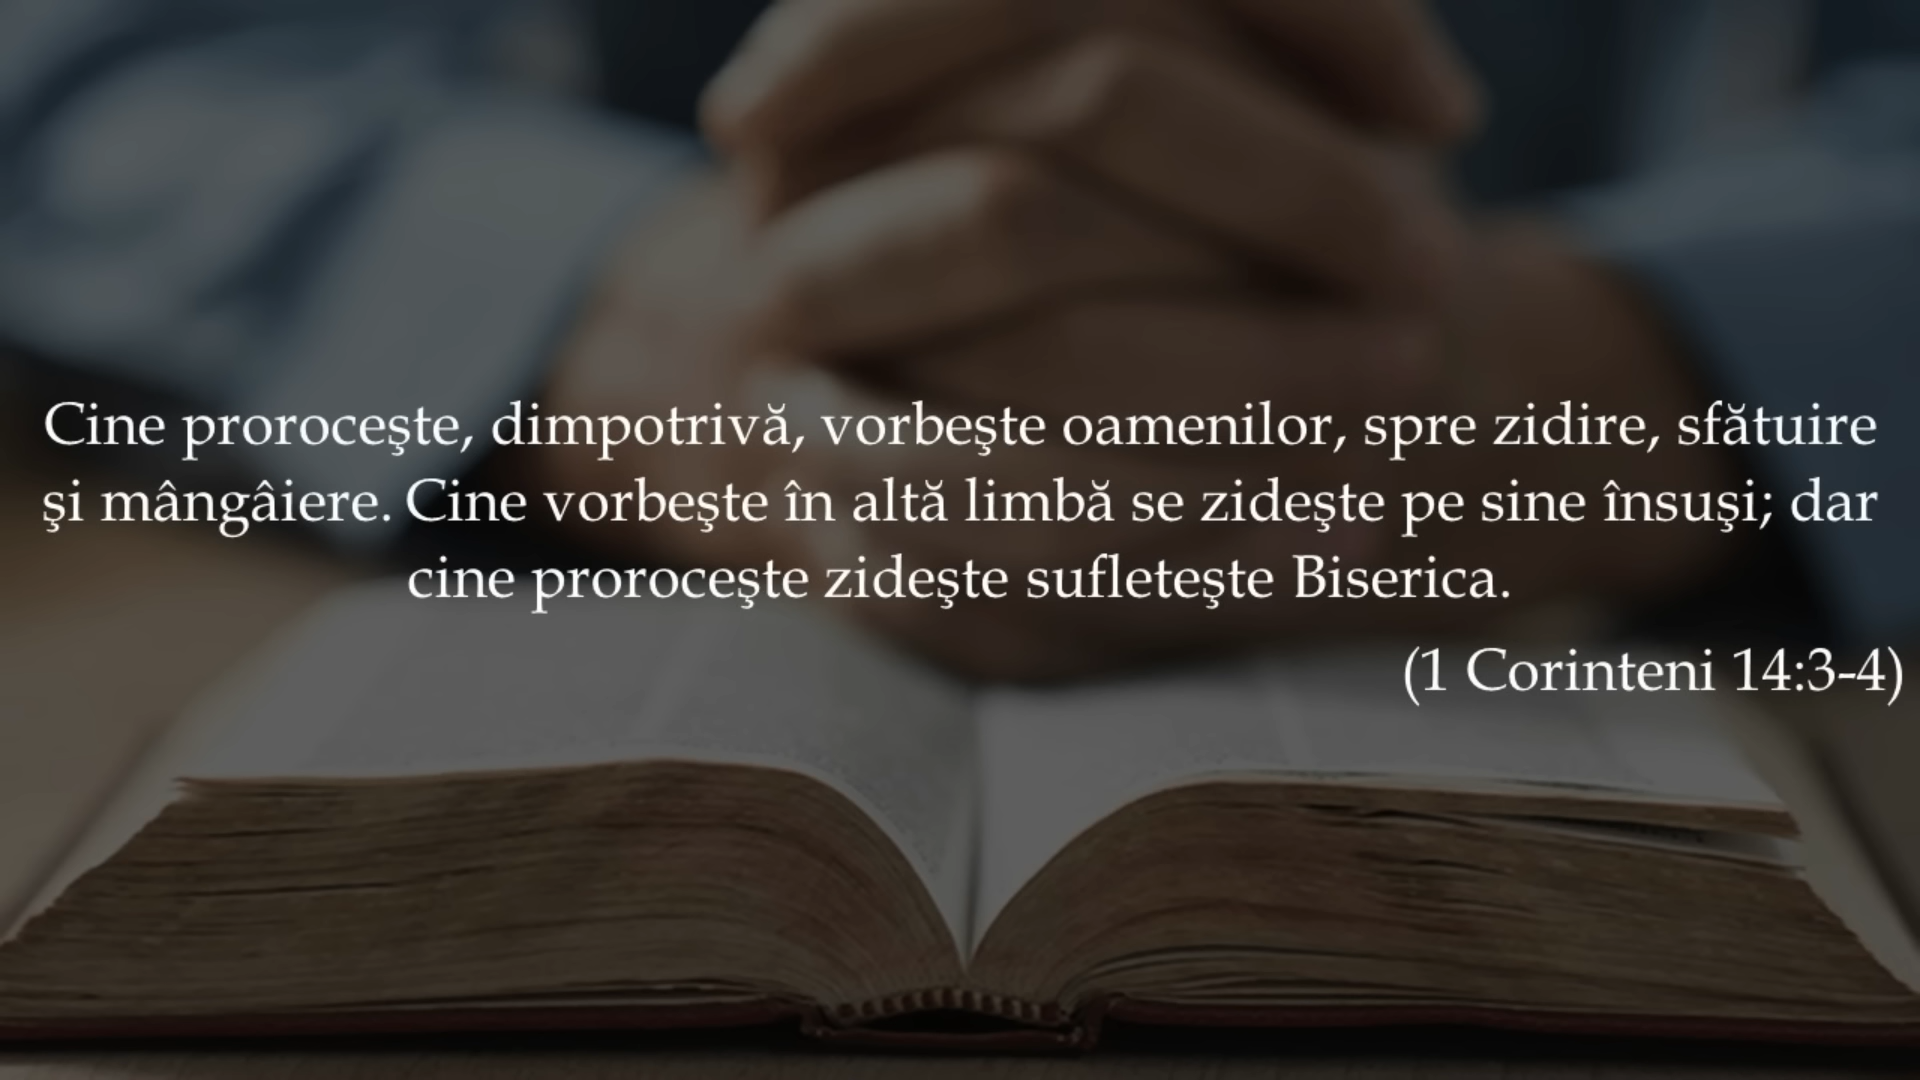 Cine proroceşte, dimpotrivă, vorbeşte oamenilor, spre zidire, sfătuire
şi mângâiere. Cine vorbeşte în altă limbă se zideşte pe sine însuşi; dar
cine proroceşte zideşte sufleteşte Biserica.
(1 Corinteni 14:3-4)